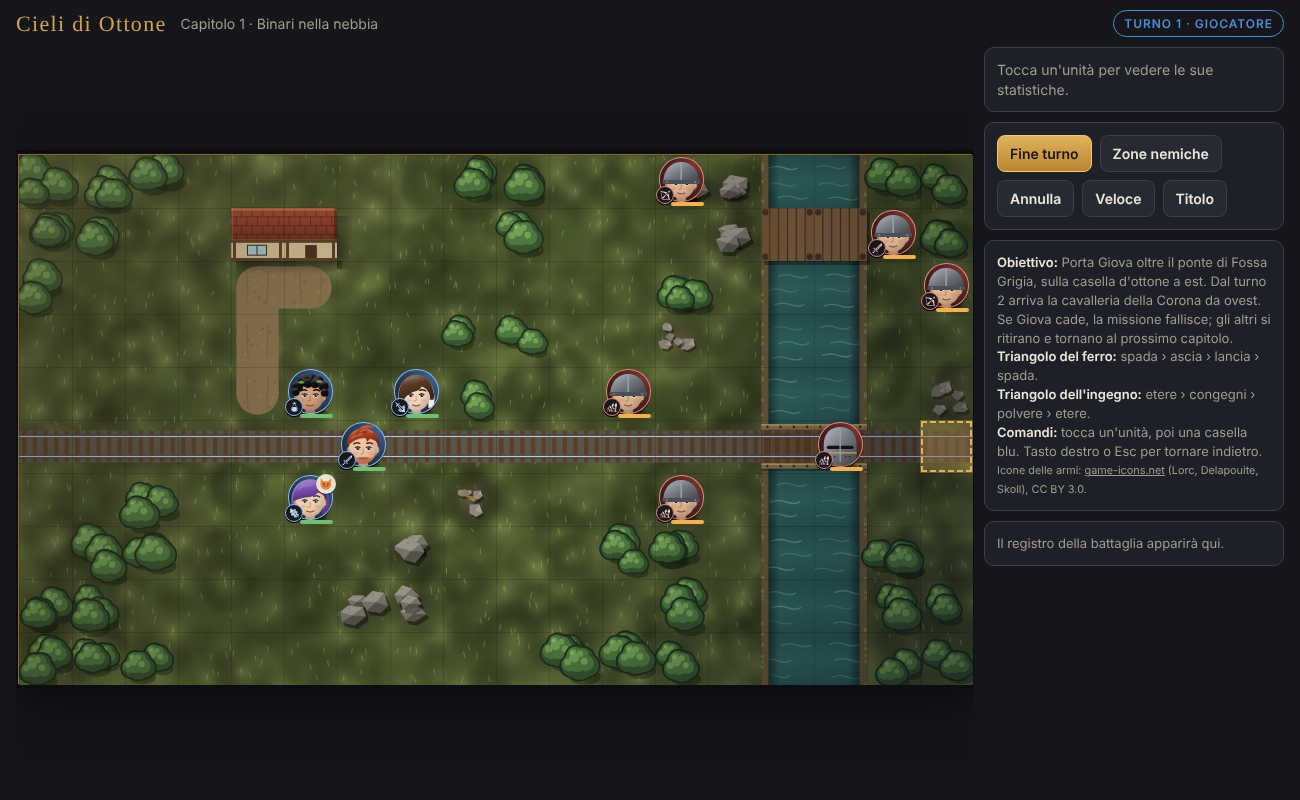 Cieli di Ottone
Capitolo 1 · Binari nella nebbia
TURNO 1 · GIOCATORE
Tocca un'unità per vedere le sue
statistiche.
Fine turno
Zone nemiche
Annulla
Veloce
Titolo
Obiettivo: Porta Giova oltre il ponte di Fossa
Grigia, sulla casella d'ottone a est. Dal turno
2 arriva la cavalleria della Corona da ovest.
Se Giova cade, la missione fallisce; gli altri si
ritirano e tornano al prossimo capitolo.
Triangolo del ferro: spada › ascia › lancia ›
spada.
Triangolo dell'ingegno: etere › congegni ›
polvere › etere.
Comandi: tocca un'unità, poi una casella
blu. Tasto destro o Esc per tornare indietro.
Icone delle armi: game-icons.net (Lorc, Delapouite,
Skoll), CC BY 3.0.
Il registro della battaglia apparirà qui.